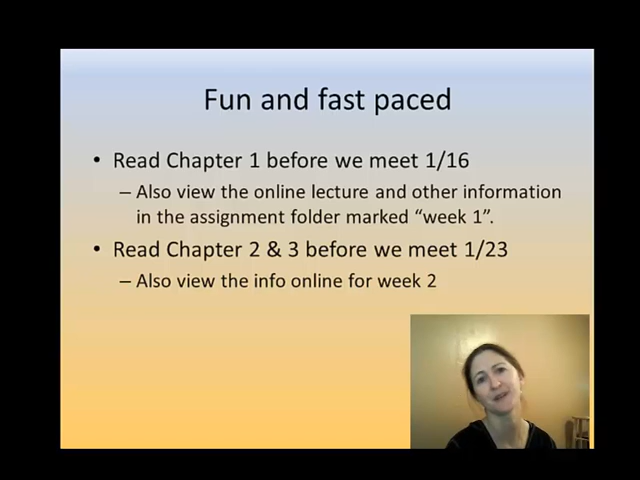 Fun and fast paced
• Read Chapter 1 before we meet 1/16
– Also view the online lecture and other information
in the assignment folder marked “week 1”.
• Read Chapter 2 & 3 before we meet 1/23
– Also view the info online for week 2